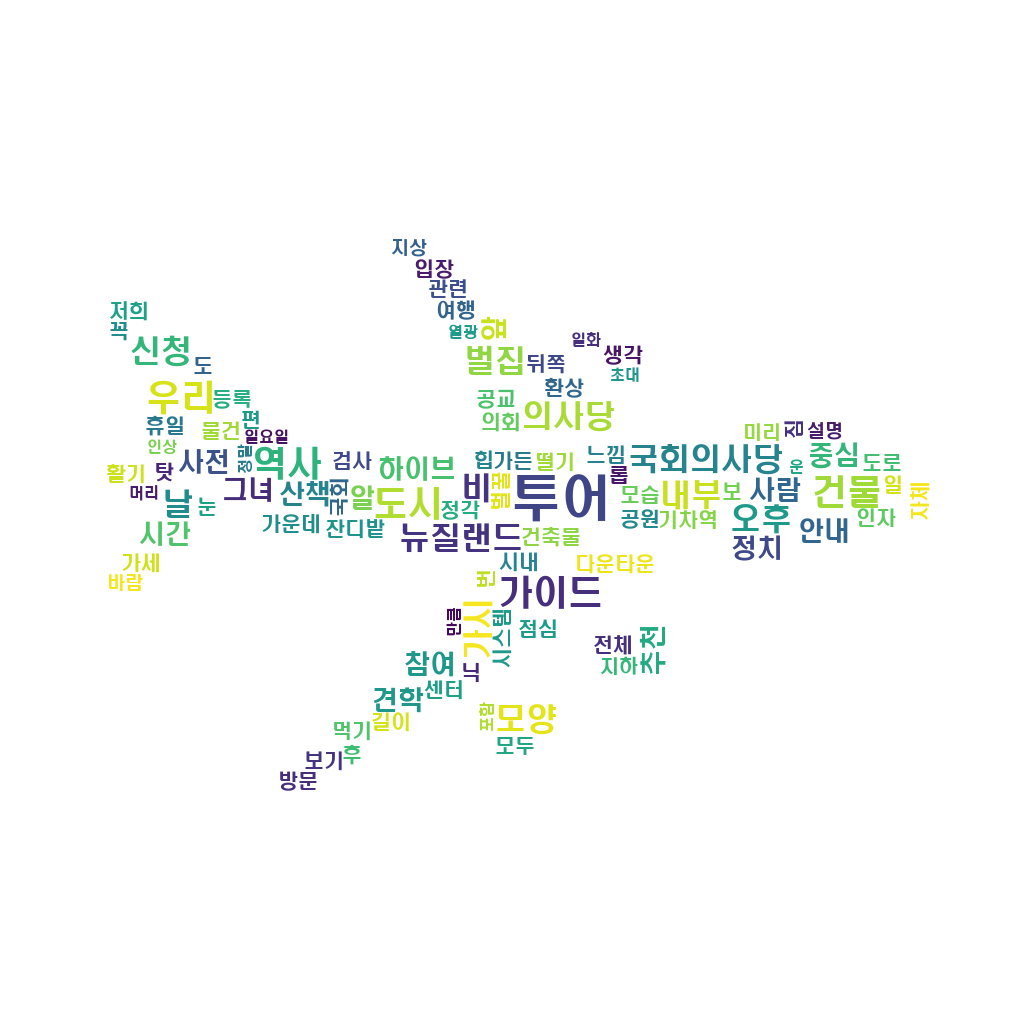 지상
입장
관련
여행
저희
꼭
열광
앞
일화
신청
벌집
뒤쪽
생각
도
초대
환상
우리
등록
공교
의사당
의회
편
휴일
물건
일요일
미리
짐
설명
인상
역사
사전
정말
검사
하이브
힙가든
떨기
느낌
국회의사당
중심
도로
활기
탓
운
머리
그녀
산책
국회
알
도시
비
벌꿀
투어
룹
모습
내부
보
사람
건물
일
자체
날
눈
정각
공원
기차역
오후
안내
인자
시간
가운데
잔디밭
뉴질랜드
건축물
정치
가세
시내
다운타운
바람
번
가이드
만큼
가시
시스템
점심
전체
추천
지하
참여
닉
견학
센터
길이
포함
모양
먹기
후
모두
보기
방문